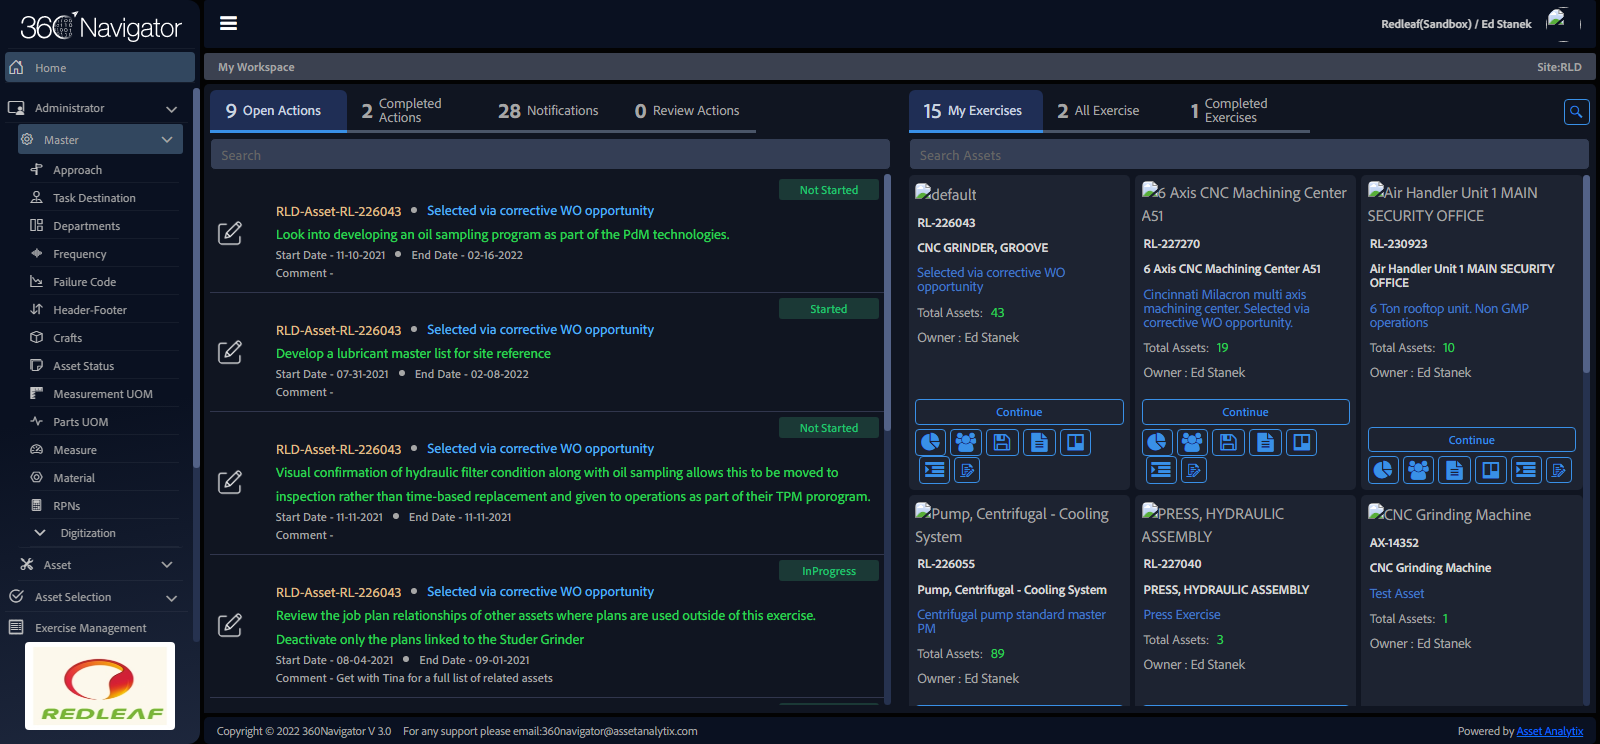 360 Navigator
Redleaf(Sandbox) / Ed Stanek
Home
Administrator
Master
Approach
Task Destination
Departments
Frequency
Failure Code
Header-Footer
Crafts
Asset Status
Measurement UOM
Parts UOM
Measure
Material
RPNs
Digitization
Asset
Asset Selection
Exercise Management
REDLEAF
My Workspace
Site:RLD
9 Open Actions
2 Completed
Actions
28 Notifications
0 Review Actions
Search
Not Started
RLD-Asset-RL-226043 • Selected via corrective WO opportunity
Look into developing an oil sampling program as part of the PdM technologies.
Start Date - 11-10-2021 • End Date - 02-16-2022
Comment -
Started
RLD-Asset-RL-226043 • Selected via corrective WO opportunity
Develop a lubricant master list for site reference
Start Date - 07-31-2021 • End Date - 02-08-2022
Comment -
Not Started
RLD-Asset-RL-226043 • Selected via corrective WO opportunity
Visual confirmation of hydraulic filter condition along with oil sampling allows this to be moved to
inspection rather than time-based replacement and given to operations as part of their TPM prorogram.
Start Date - 11-11-2021 • End Date - 11-11-2021
Comment -
InProgress
RLD-Asset-RL-226043 • Selected via corrective WO opportunity
Review the job plan relationships of other assets where plans are used outside of this exercise.
Deactivate only the plans linked to the Studer Grinder
Start Date - 08-04-2021 • End Date - 09-01-2021
Comment - Get with Tina for a full list of related assets
15 My Exercises
2 All Exercise
1 Completed
Exercises
Search Assets
default
RL-226043
CNC GRINDER, GROOVE
Selected via corrective WO
opportunity
Total Assets: 43
Owner : Ed Stanek
Continue
6 Axis CNC Machining Center
A51
RL-227270
6 Axis CNC Machining Center A51
Cincinnati Milacron multi axis
machining center. Selected via
corrective WO opportunity.
Total Assets: 19
Owner : Ed Stanek
Continue
Air Handler Unit 1 MAIN
SECURITY OFFICE
RL-230923
Air Handler Unit 1 MAIN SECURITY
OFFICE
6 Ton rooftop unit. Non GMP
operations
Total Assets: 10
Owner : Ed Stanek
Continue
Pump, Centrifugal - Cooling
System
RL-226055
Pump, Centrifugal - Cooling System
Centrifugal pump standard master
PM
Total Assets: 89
Owner : Ed Stanek
PRESS, HYDRAULIC
ASSEMBLY
RL-227040
PRESS, HYDRAULIC ASSEMBLY
Press Exercise
Total Assets: 3
Owner : Ed Stanek
CNC Grinding Machine
AX-14352
CNC Grinding Machine
Test Asset
Total Assets: 1
Owner : Ed Stanek
Copyright © 2022 360Navigator V 3.0 For any support please email:360navigator@assetanalytix.com
Powered by Asset Analytix